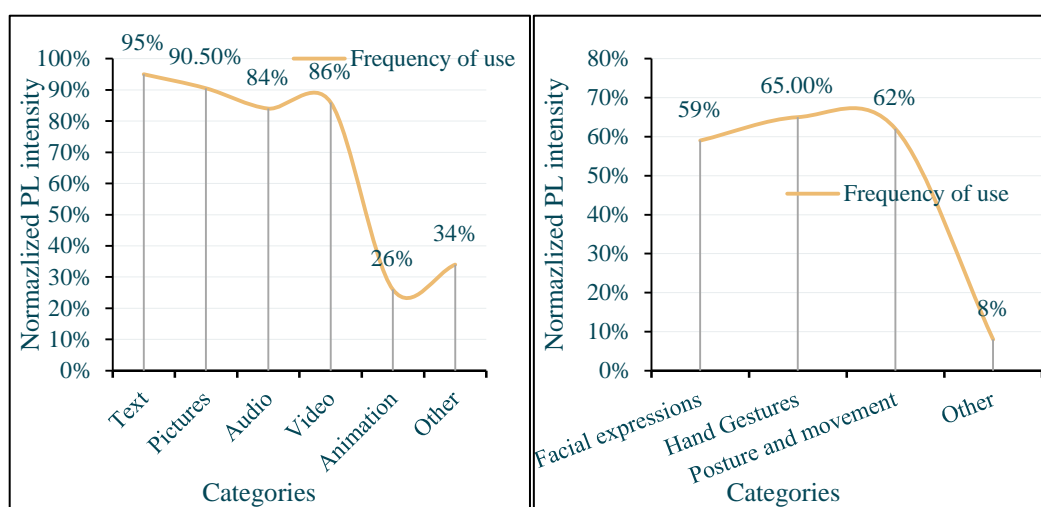 95%
90.50%
84%
86%
26%
34%
Frequency of use
100%
90%
80%
70%
60%
50%
40%
30%
20%
10%
0%
Normazlized PL intensity
Text
Pictures
Audio
Video
Animation
Other
Categories
59%
65.00%
62%
8%
Frequency of use
80%
70%
60%
50%
40%
30%
20%
10%
0%
Normazlized PL intensity
Facial expressions
Hand Gestures
Posture and movement
Other
Categories